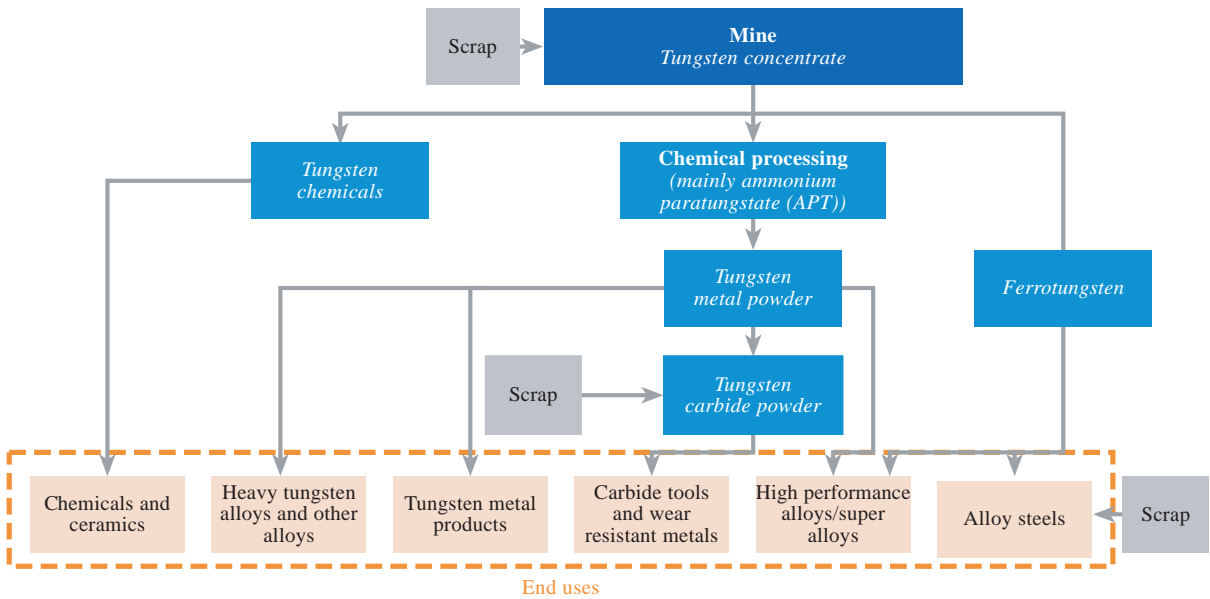 Scrap
Mine
Tungsten concentrate
Tungsten
chemicals
Chemical processing
(mainly ammonium
paratungstate (APT))
Tungsten
metal powder
Ferrotungsten
Scrap
Tungsten
carbide powder
Chemicals and
ceramics
Heavy tungsten
alloys and other
alloys
Tungsten metal
products
Carbide tools
and wear
resistant metals
High performance
alloys/super
alloys
Alloy steels
Scrap
End uses